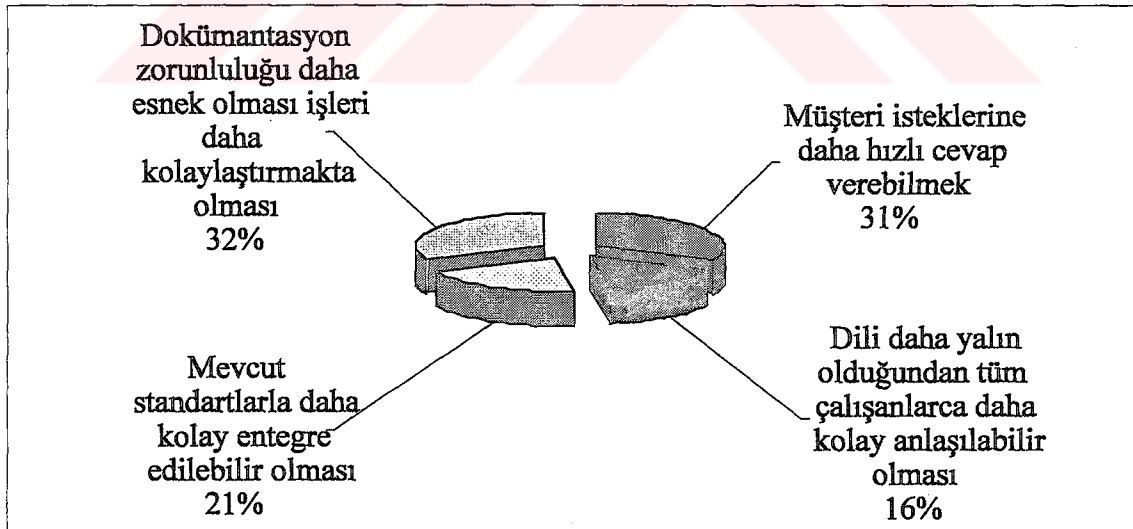 Dokümantasyon
zorunluluğu daha
esnek olması işleri
daha
kolaylaştırmakta
olması
32%
Müşteri isteklerine
daha hızlı cevap
verebilmek
31%
Mevcut
standartlarla daha
kolay entegre
edilebilir olması
21%
Dili daha yalın
olduğundan tüm
çalışanlarca daha
kolay anlaşılabilir
olması
16%